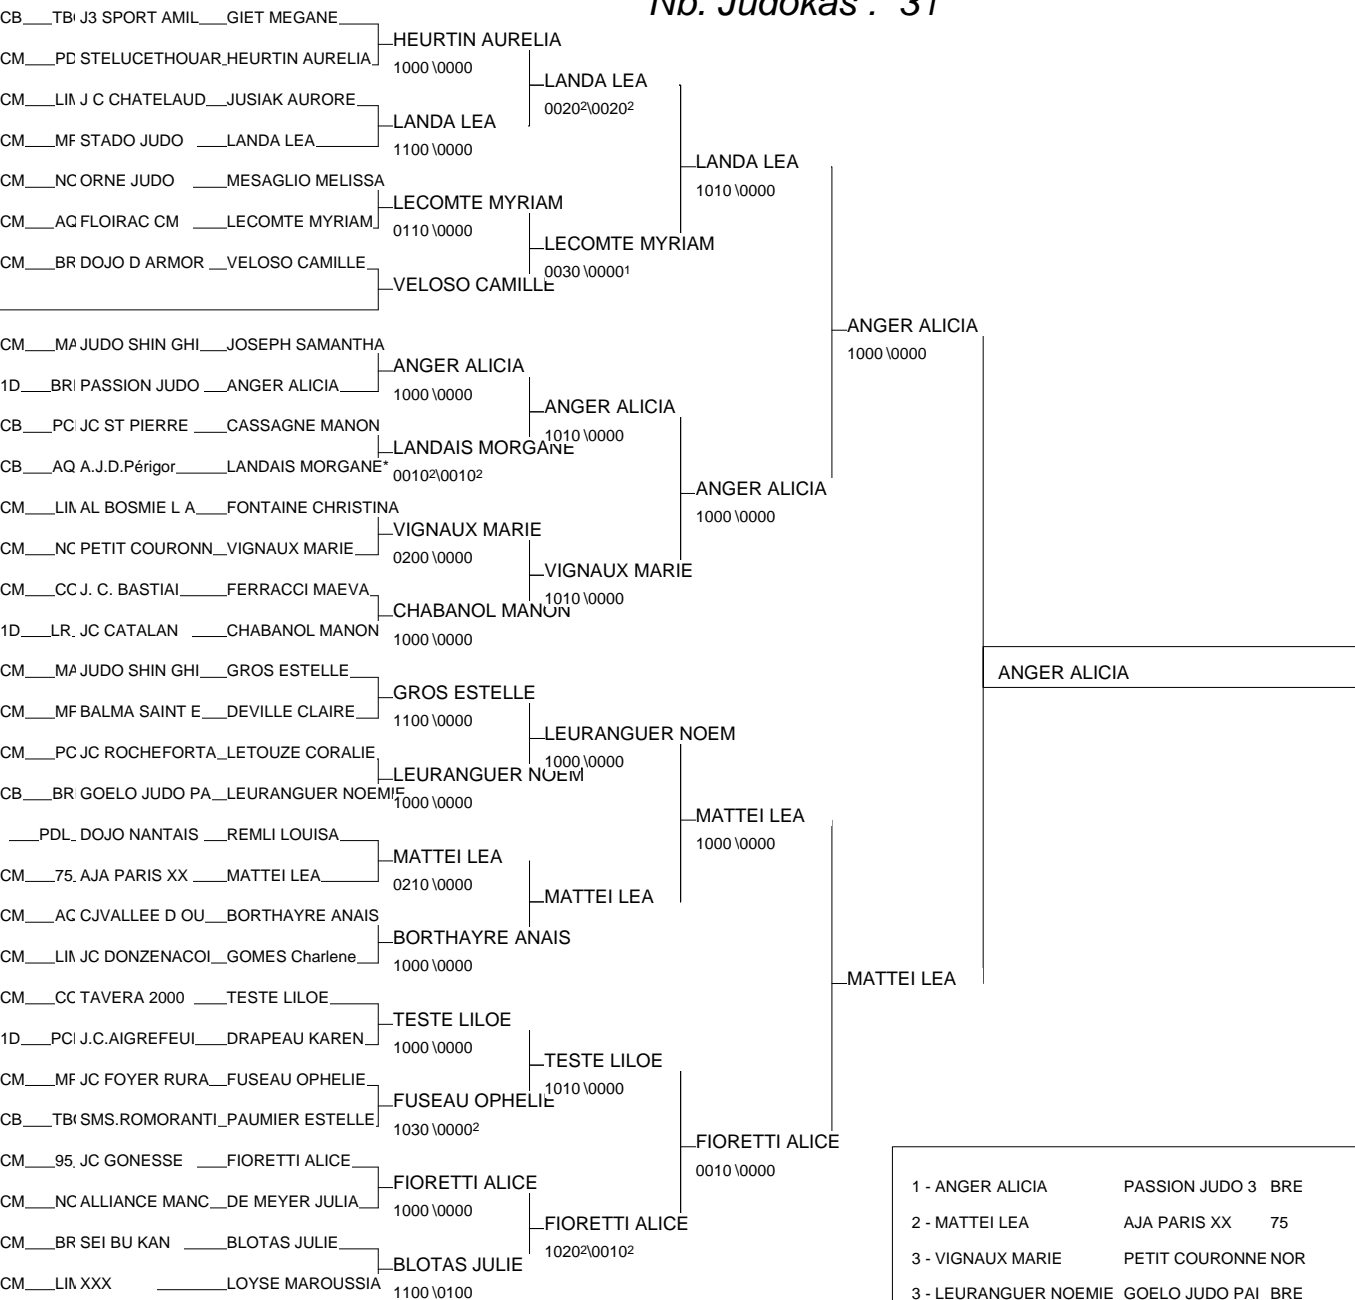 Nb. Judokas : 31
CB TB J3 SPORT AMIL GIET MEGANE
HEURTIN AURELIA
1000 \0000
CM PD STELUCETHOUAR HEURTIN AURELIA
LANDA LEA
0020²\0020²
CM LIM J C CHATELAUD JUSIAK AURORE
LANDA LEA
1100 \0000
CM MP STADO JUDO LANDA LEA
LANDA LEA
1010 \0000
CM NO ORNE JUDO MESAGLIO MELISSA
LECOMTE MYRIAM
0110 \0000
CM AQ FLOIRAC CM LECOMTE MYRIAM
LECOMTE MYRIAM
0030 \0000¹
CM BR DOJO D ARMOR VELOSO CAMILLE
VELOSO CAMILLE
ANGER ALICIA
1000 \0000
CM MA JUDO SHIN GHI JOSEPH SAMANTHA
ANGER ALICIA
1000 \0000
1D BR PASSION JUDO ANGER ALICIA
ANGER ALICIA
1010 \0000
CB PC JC ST PIERRE CASSAGNE MANON
LANDAIS MORGANE
0010²\0010²
CB AQ A.J.D.Périgor LANDAIS MORGANE*
ANGER ALICIA
1000 \0000
CM LIM AL BOSMIE L A FONTAINE CHRISTINA
VIGNAUX MARIE
0200 \0000
CM NO PETIT COURONN VIGNAUX MARIE
VIGNAUX MARIE
1010 \0000
CM CO J. C. BASTIAI FERRACCI MAEVA
CHABANOL MANON
1000 \0000
1D LR JC CATALAN CHABANOL MANON
ANGER ALICIA
CM MA JUDO SHIN GHI GROS ESTELLE
GROS ESTELLE
1100 \0000
CM MP BALMA SAINT E DEVILLE CLAIRE
LEURANGUER NOEM
1000 \0000
CM PC JC ROCHEFORTA LETOUZE CORALIE
LEURANGUER NOEM
1000 \0000
CB BR GOELO JUDO PA LEURANGUER NOEMIE
MATTEI LEA
1000 \0000
PDL DOJO NANTAIS REMLI LOUISA
MATTEI LEA
0210 \0000
CM 75 AJA PARIS XX MATTEI LEA
MATTEI LEA
CM AQ CJVALLEE D OU BORTHAYRE ANAIS
BORTHAYRE ANAIS
1000 \0000
CM LIM JC DONZENACOI GOMES Charlene
MATTEI LEA
CM CO TAVERA 2000 TESTE LILOE
TESTE LILOE
1000 \0000
1D PC J.C.AIGREFEUI DRAPEAU KAREN
TESTE LILOE
1010 \0000
CM MP JC FOYER RURA FUSEAU OPHELIE
FUSEAU OPHELIE
1030 \0000²
CB TB SMS.ROMORANTI PAUMIER ESTELLE
FIORETTI ALICE
0010 \0000
CM 95 JC GONESSE FIORETTI ALICE
FIORETTI ALICE
1000 \0000
CM NO ALLIANCE MANC DE MEYER JULIA
FIORETTI ALICE
1020²\0010²
CM BR SEI BU KAN BLOTAS JULIE
BLOTAS JULIE
1100 \0100
CM LIM XXX LOYSE MAROUSSIA
1 - ANGER ALICIA PASSION JUDO 3 BRE
2 - MATTEI LEA AJA PARIS XX 75
3 - VIGNAUX MARIE PETIT COURONNE NOR
3 - LEURANGUER NOEMIE GOELO JUDO PAI BRE